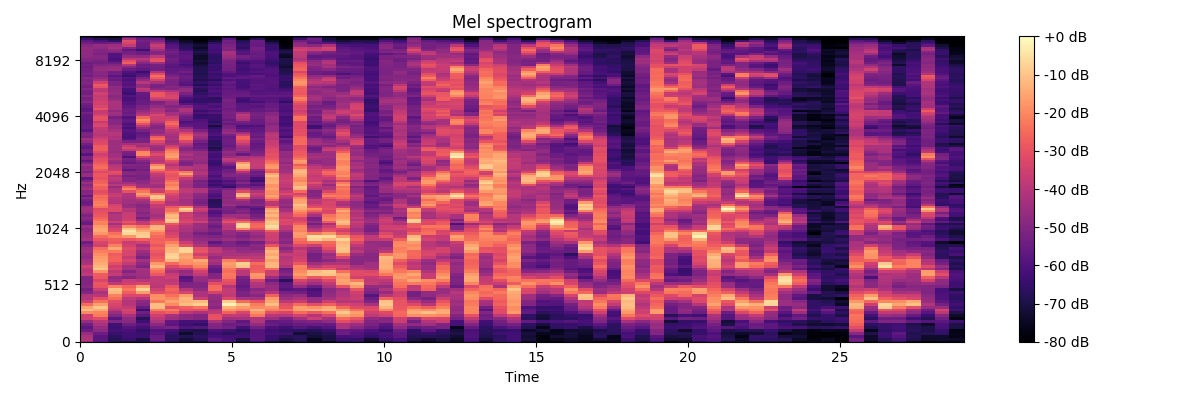 Mel spectrogram
+0 dB
8192
-10 dB
-20 dB
4096
-30 dB
Hz
2048
-40 dB
1024
-50 dB
-60 dB
512
-70 dB
0
-80 dB
0 5 10 15 20 25
Time